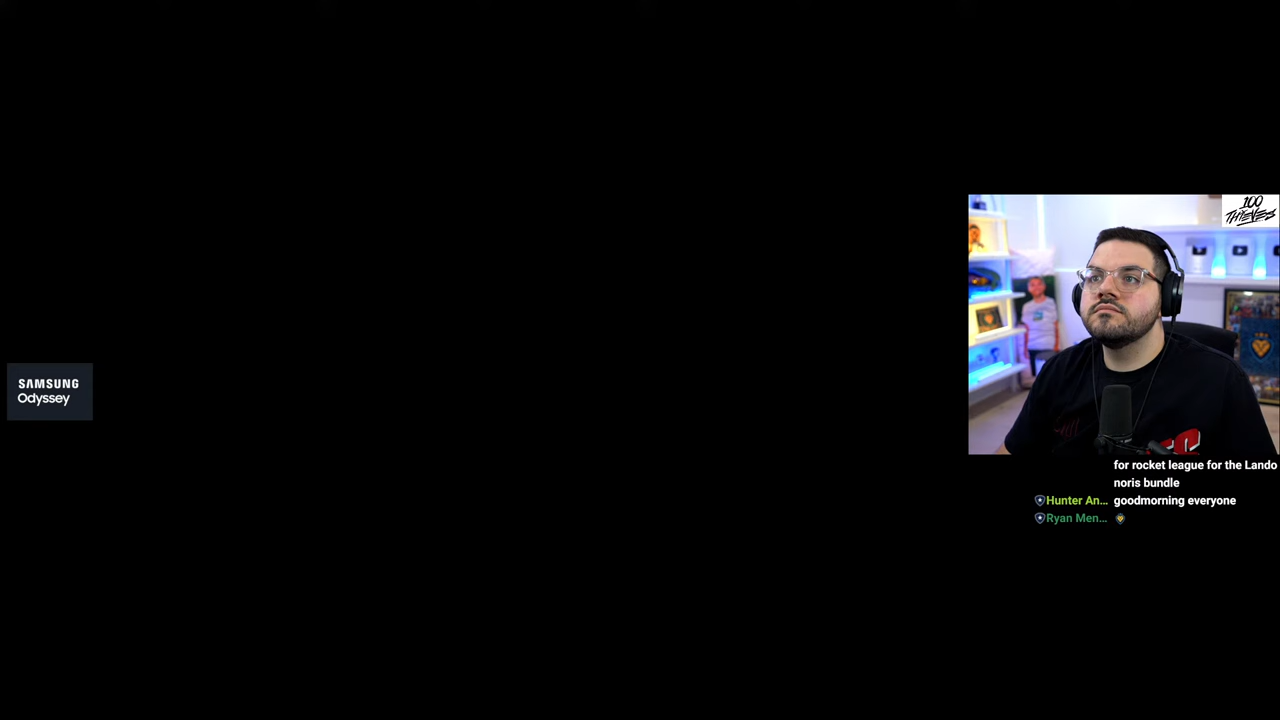 100
THIEVES
SAMSUNG
Odyssey
for rocket league for the Lando
noris bundle
Hunter An... goodmorning everyone
Ryan Men...